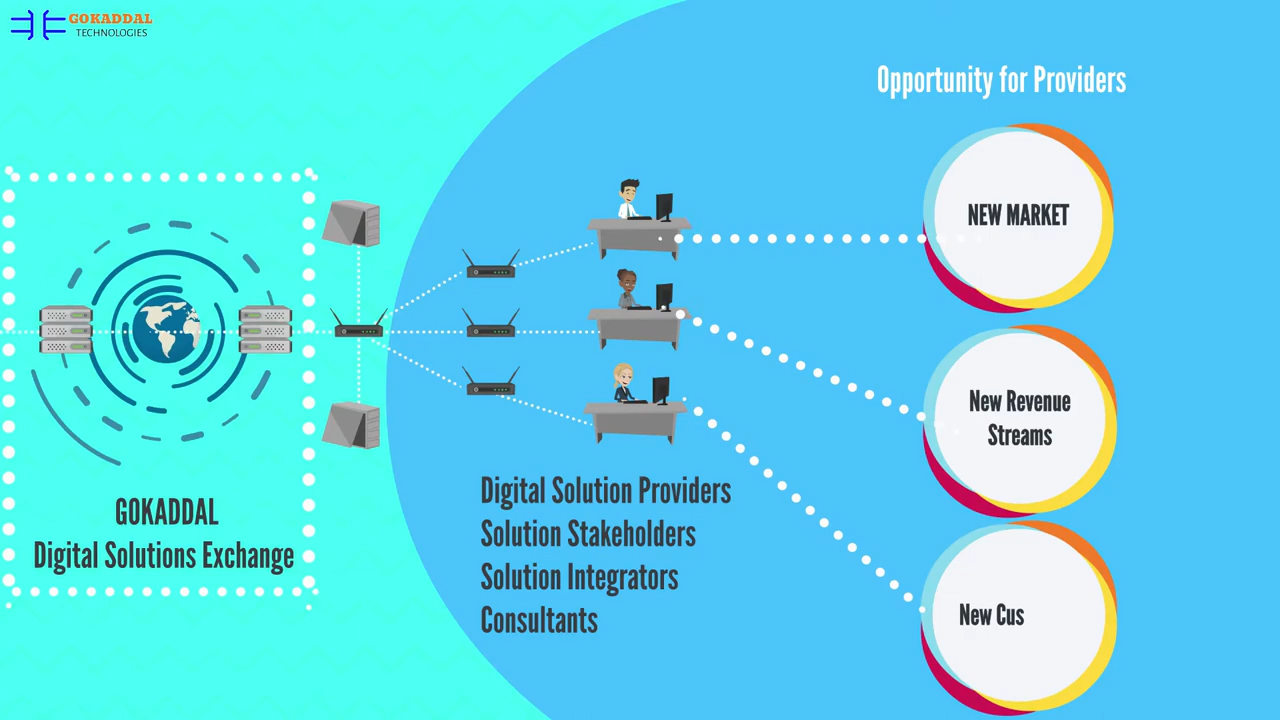 GOKADDAL
TECHNOLOGIES
Opportunity for Providers
NEW MARKET
New Revenue
Streams
New Cus
GOKADDAL
Digital Solutions Exchange
Digital Solution Providers
Solution Stakeholders
Solution Integrators
Consultants